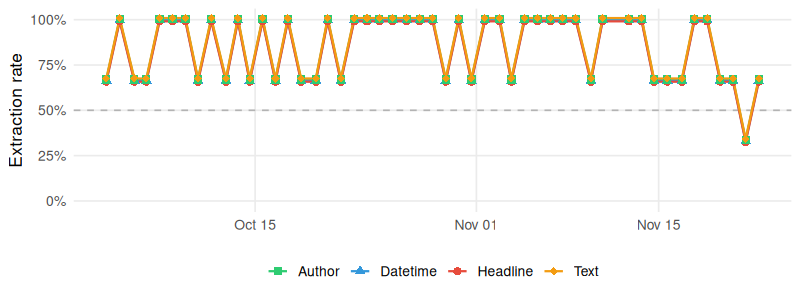 Extraction rate
100%
75%
50%
25%
0%
Oct 15
Nov 01
Nov 15
Author
Datetime
Headline
Text